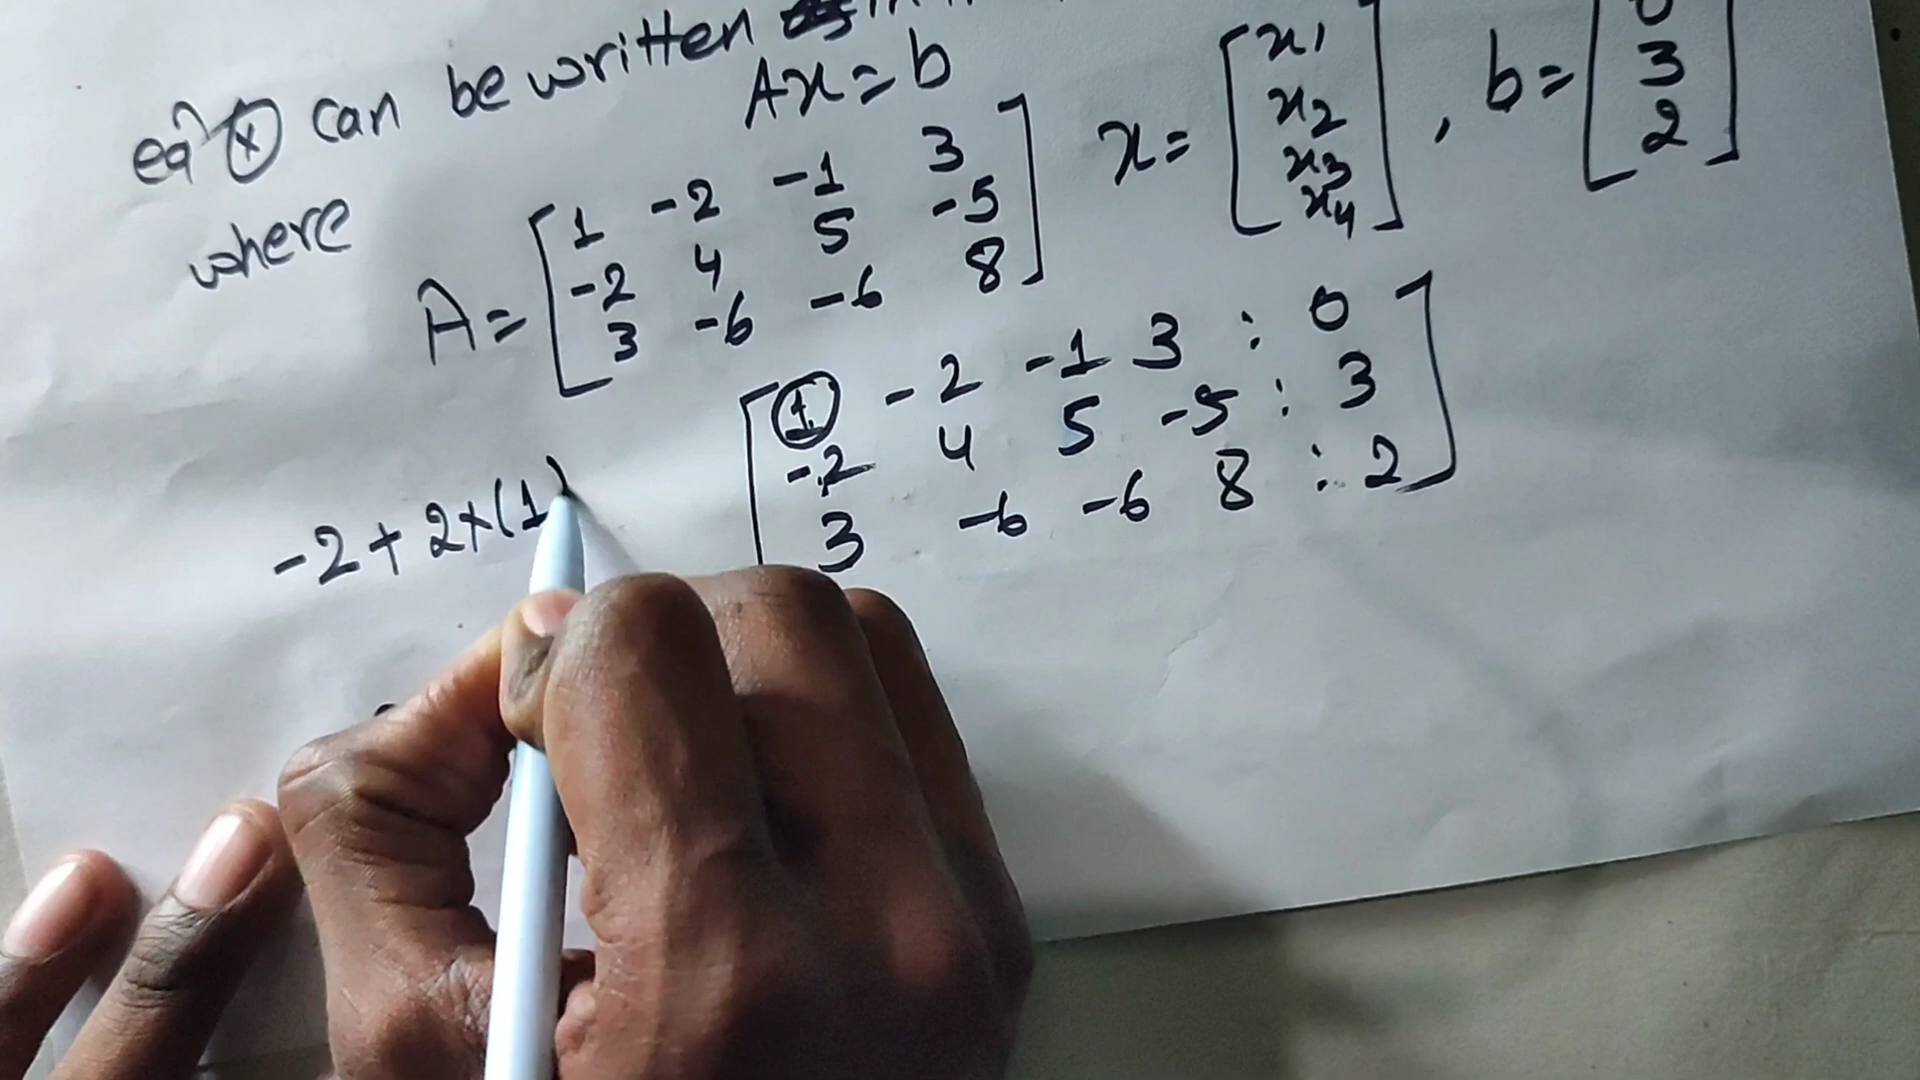 eqⁿ ⊛ can be written in
Ax = b
where
A = [1 -2 -1 3
-2 4 5 -5
3 -6 -6 8]
x = [x1
x2
x3
x4]
, b = [0
3
2]
[1 -2 -1 3 : 0
-2 4 5 -5 : 3
3 -6 -6 8 : 2]
-2 + 2×(1)